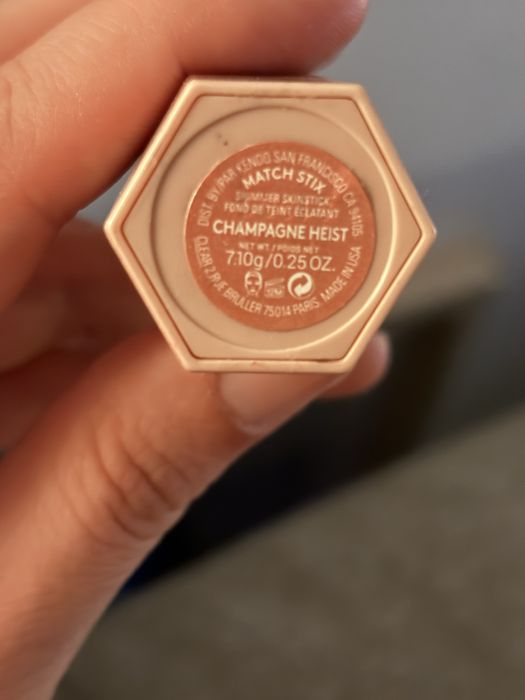 DIST. BY/PAR KENDO SAN FRANCISCO CA 94105
MATCH STIX
SHIMMER SKINSTICK
FOND DE TEINT ÉCLATANT
CHAMPAGNE HEIST
NET WT. / POIDS NET
7.10g/0.25 OZ.
CLEAR 2 RUE BRULLER 75014 PARIS. MADE IN USA